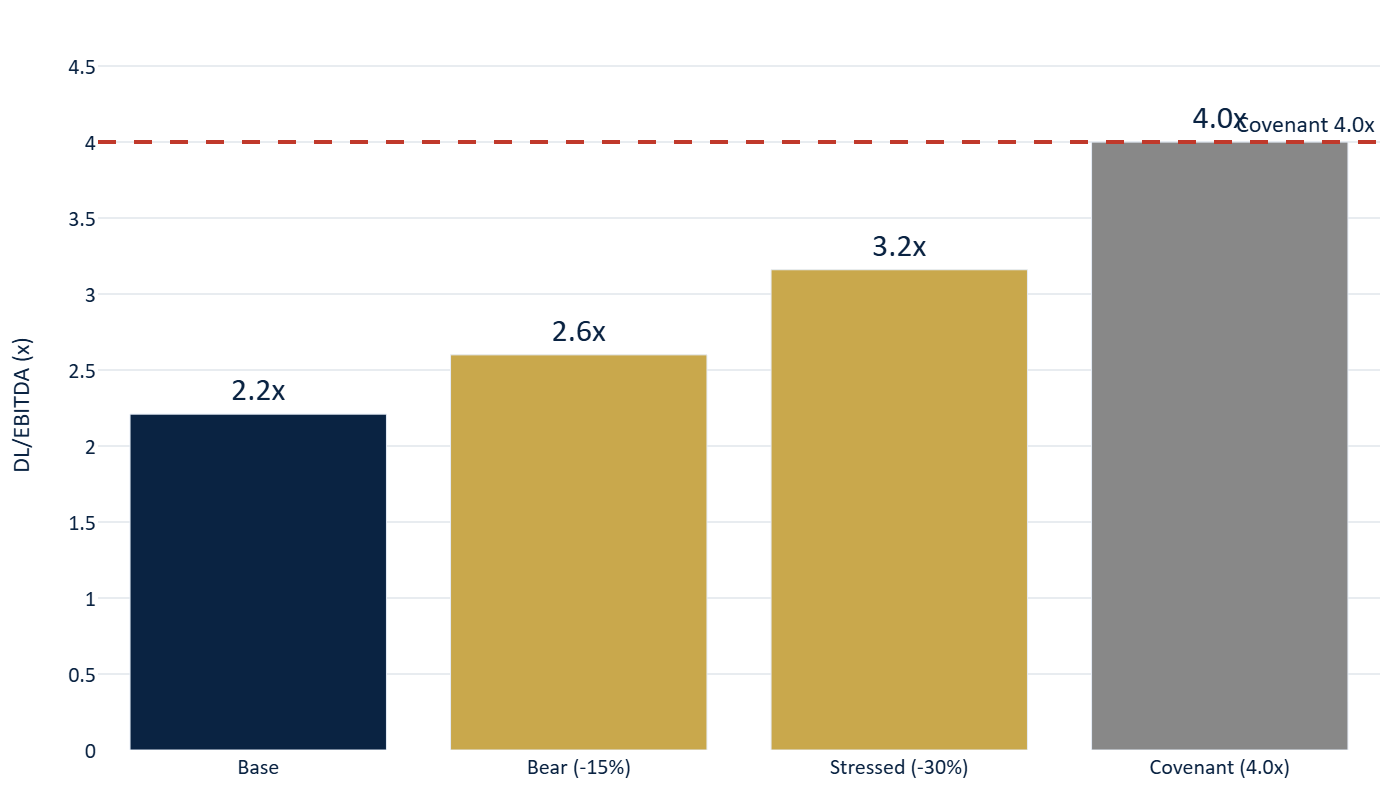 4.5
4.0x
Covenant 4.0x
4
3.5
3.2x
3
2.6x
2.5
2.2x
2
1.5
1
0.5
0
DL/EBITDA (x)
Base
Bear (-15%)
Stressed (-30%)
Covenant (4.0x)